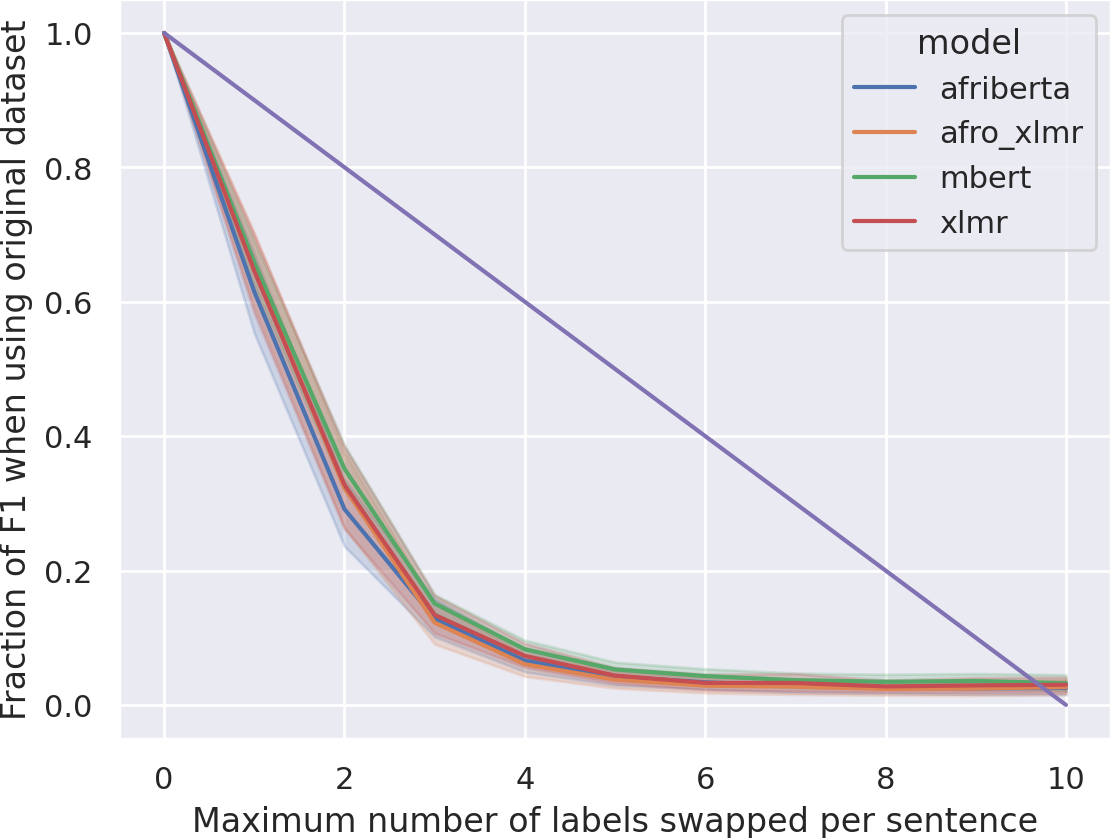 Fraction of F1 when using original dataset
1.0
0.8
0.6
0.4
0.2
0.0
model
afriberta
afro_xlmr
mbert
xlmr
0 2 4 6 8 10
Maximum number of labels swapped per sentence